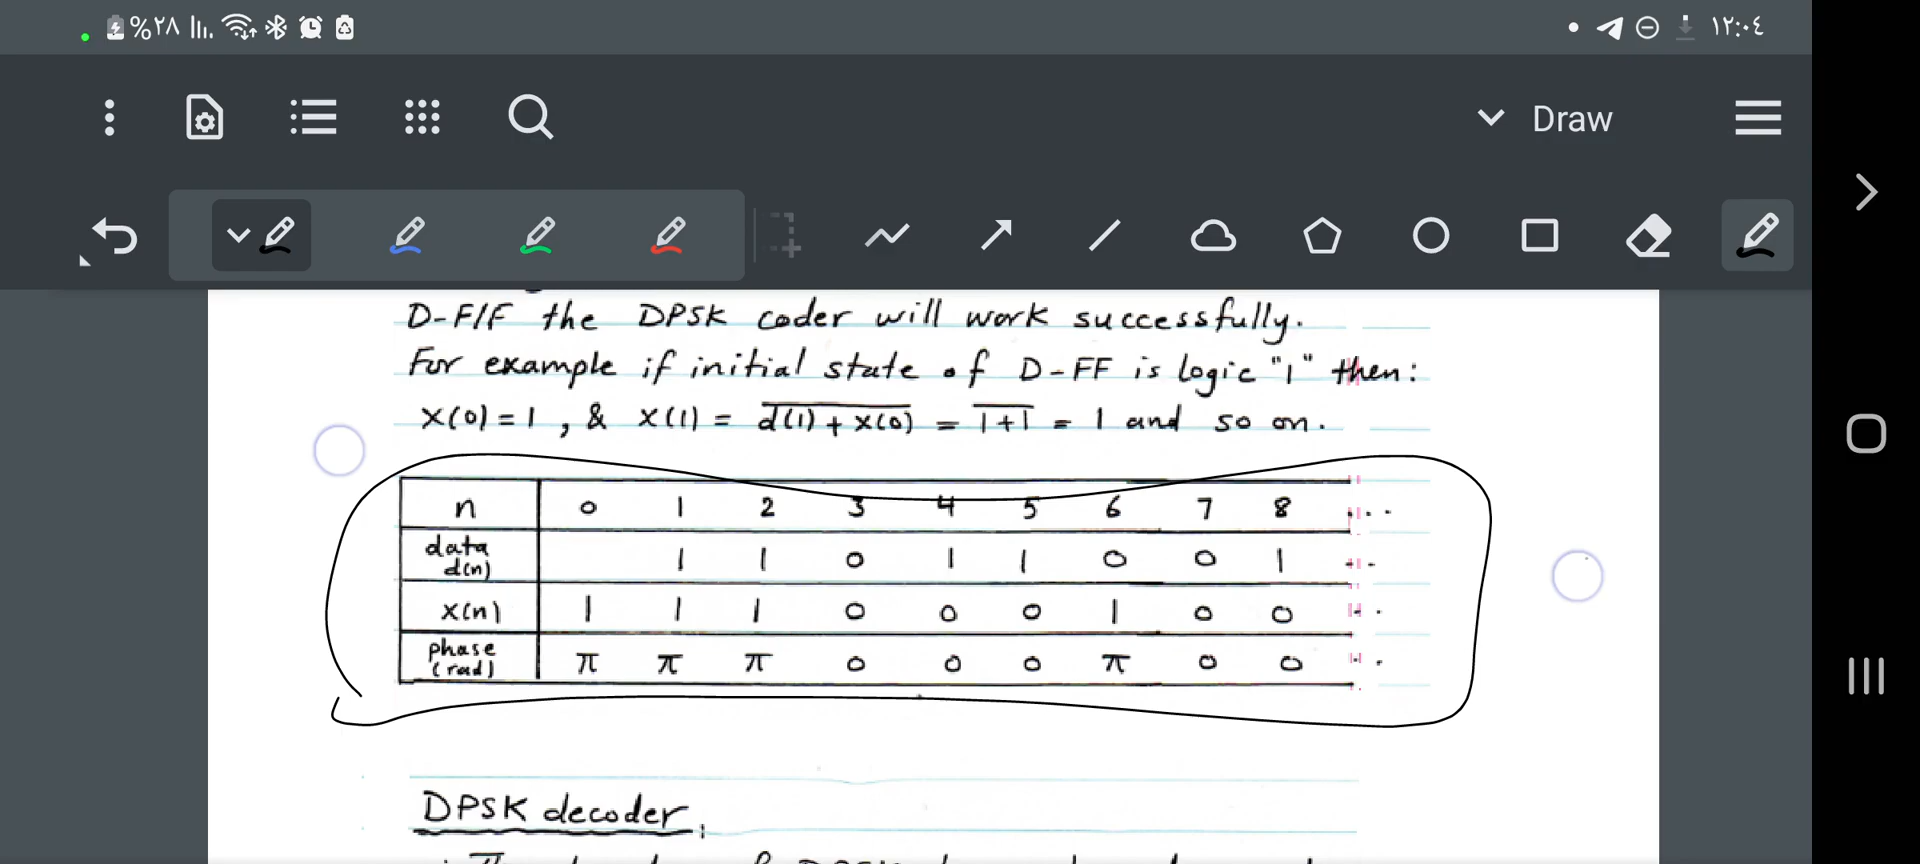 %٢٨ ١٢:٠٤
Draw
D-F/F the DPSK coder will work successfully.
For example if initial state of D-FF is logic "1" then:
x(0)=1, & x(1) = d(1)+x(0) = 1+1 = 1 and so on.
n 0 1 2 3 4 5 6 7 8 ...
data d(n) 1 1 0 1 1 0 0 1 ...
x(n) 1 1 1 0 0 0 1 0 0 ...
phase (rad) π π π 0 0 0 π 0 0 ...
DPSK decoder